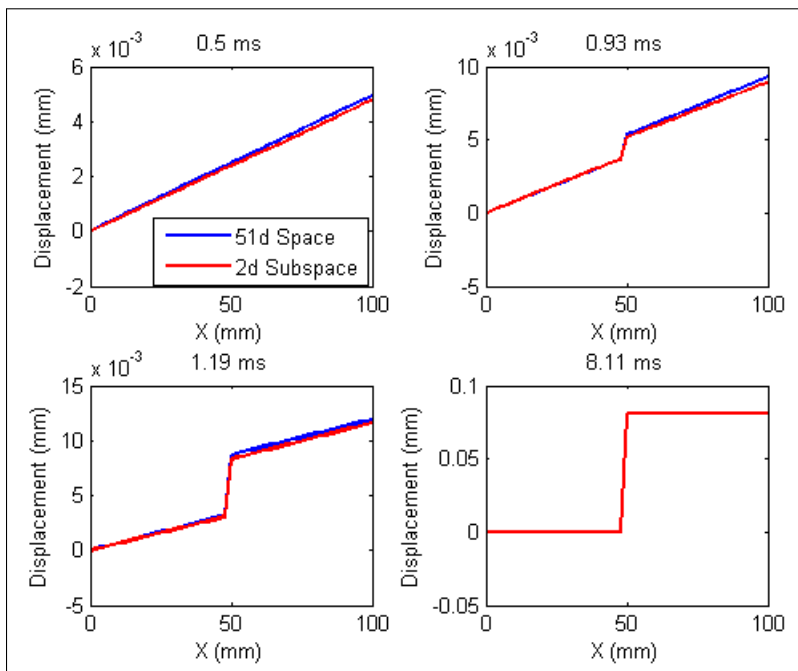 x 10-3
0.5 ms
6
4
2
0
-2
Displacement (mm)
51d Space
2d Subspace
0 50 100
X (mm)
x 10-3
0.93 ms
10
5
0
-5
Displacement (mm)
0 50 100
X (mm)
x 10-3
1.19 ms
15
10
5
0
-5
Displacement (mm)
0 50 100
X (mm)
8.11 ms
0.1
0.05
0
-0.05
Displacement (mm)
0 50 100
X (mm)